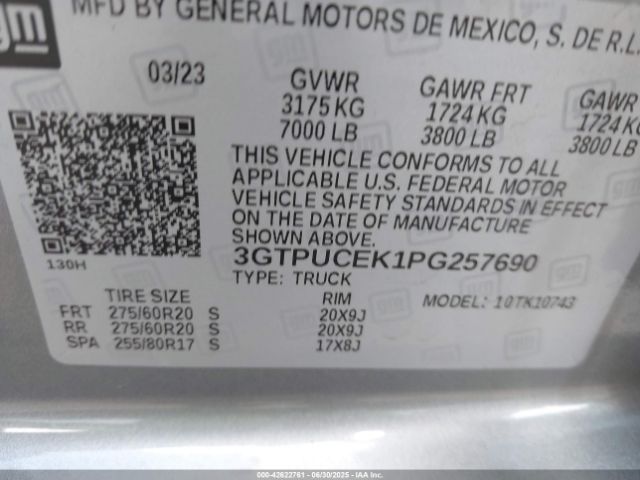 gm
MFD BY GENERAL MOTORS DE MEXICO, S. DE R.L.
03/23 GVWR GAWR FRT GAWR
3175 KG 1724 KG 1724 KG
7000 LB 3800 LB 3800 LB
THIS VEHICLE CONFORMS TO ALL
APPLICABLE U.S. FEDERAL MOTOR
VEHICLE SAFETY STANDARDS IN EFFECT
ON THE DATE OF MANUFACTURE
SHOWN ABOVE.
3GTPUCEK1PG257690
130H
TYPE: TRUCK
TIRE SIZE RIM MODEL: 10TK10743
FRT 275/60R20 S 20X9J
RR 275/60R20 S 20X9J
SPA 255/80R17 S 17X8J
000-42622761 - 06/30/2025 - IAAI Inc.